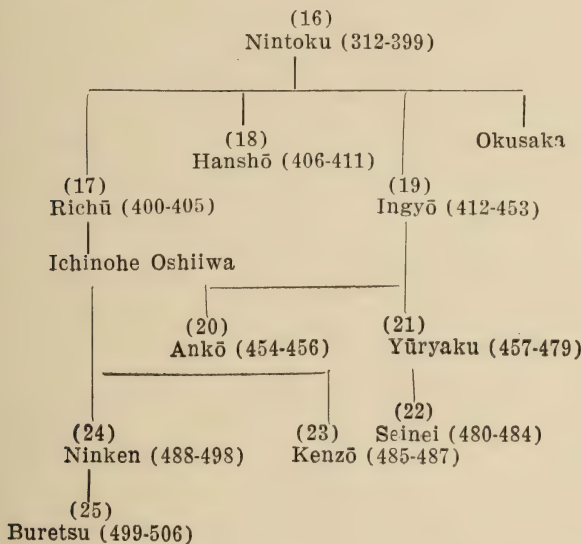 (16)
Nintoku (312-399)
(18)
Hanshō (406-411)
Okusaka
(17)
Richū (400-405)
(19)
Ingyō (412-453)
Ichinohe Oshiiwa
(20)
Ankō (454-456)
(21)
Yūryaku (457-479)
(24)
Ninken (488-498)
(23)
Kenzō (485-487)
(22)
Seinei (480-484)
(25)
Buretsu (499-506)